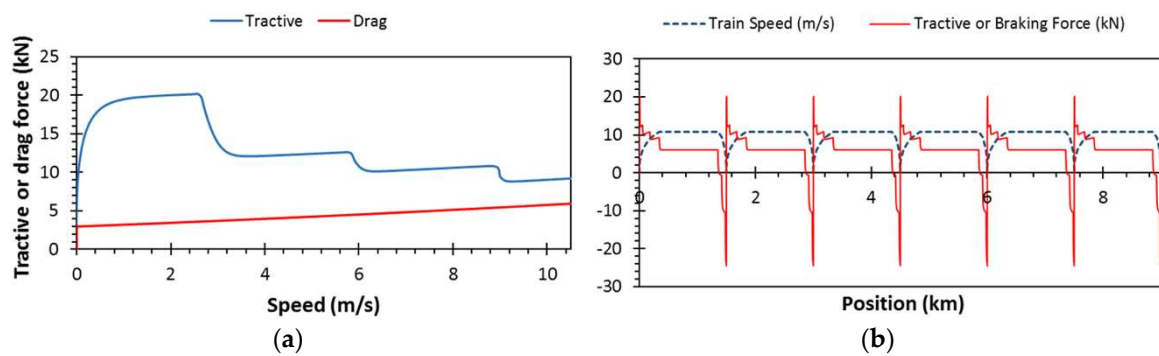 Tractive Drag
Tractive or drag force (kN)
25
20
15
10
5
0
0 2 4 6 8 10
Speed (m/s)
(a)
Train Speed (m/s) Tractive or Braking Force (kN)
30
20
10
0
-10
-20
-30
0 2 4 6 8
Position (km)
(b)